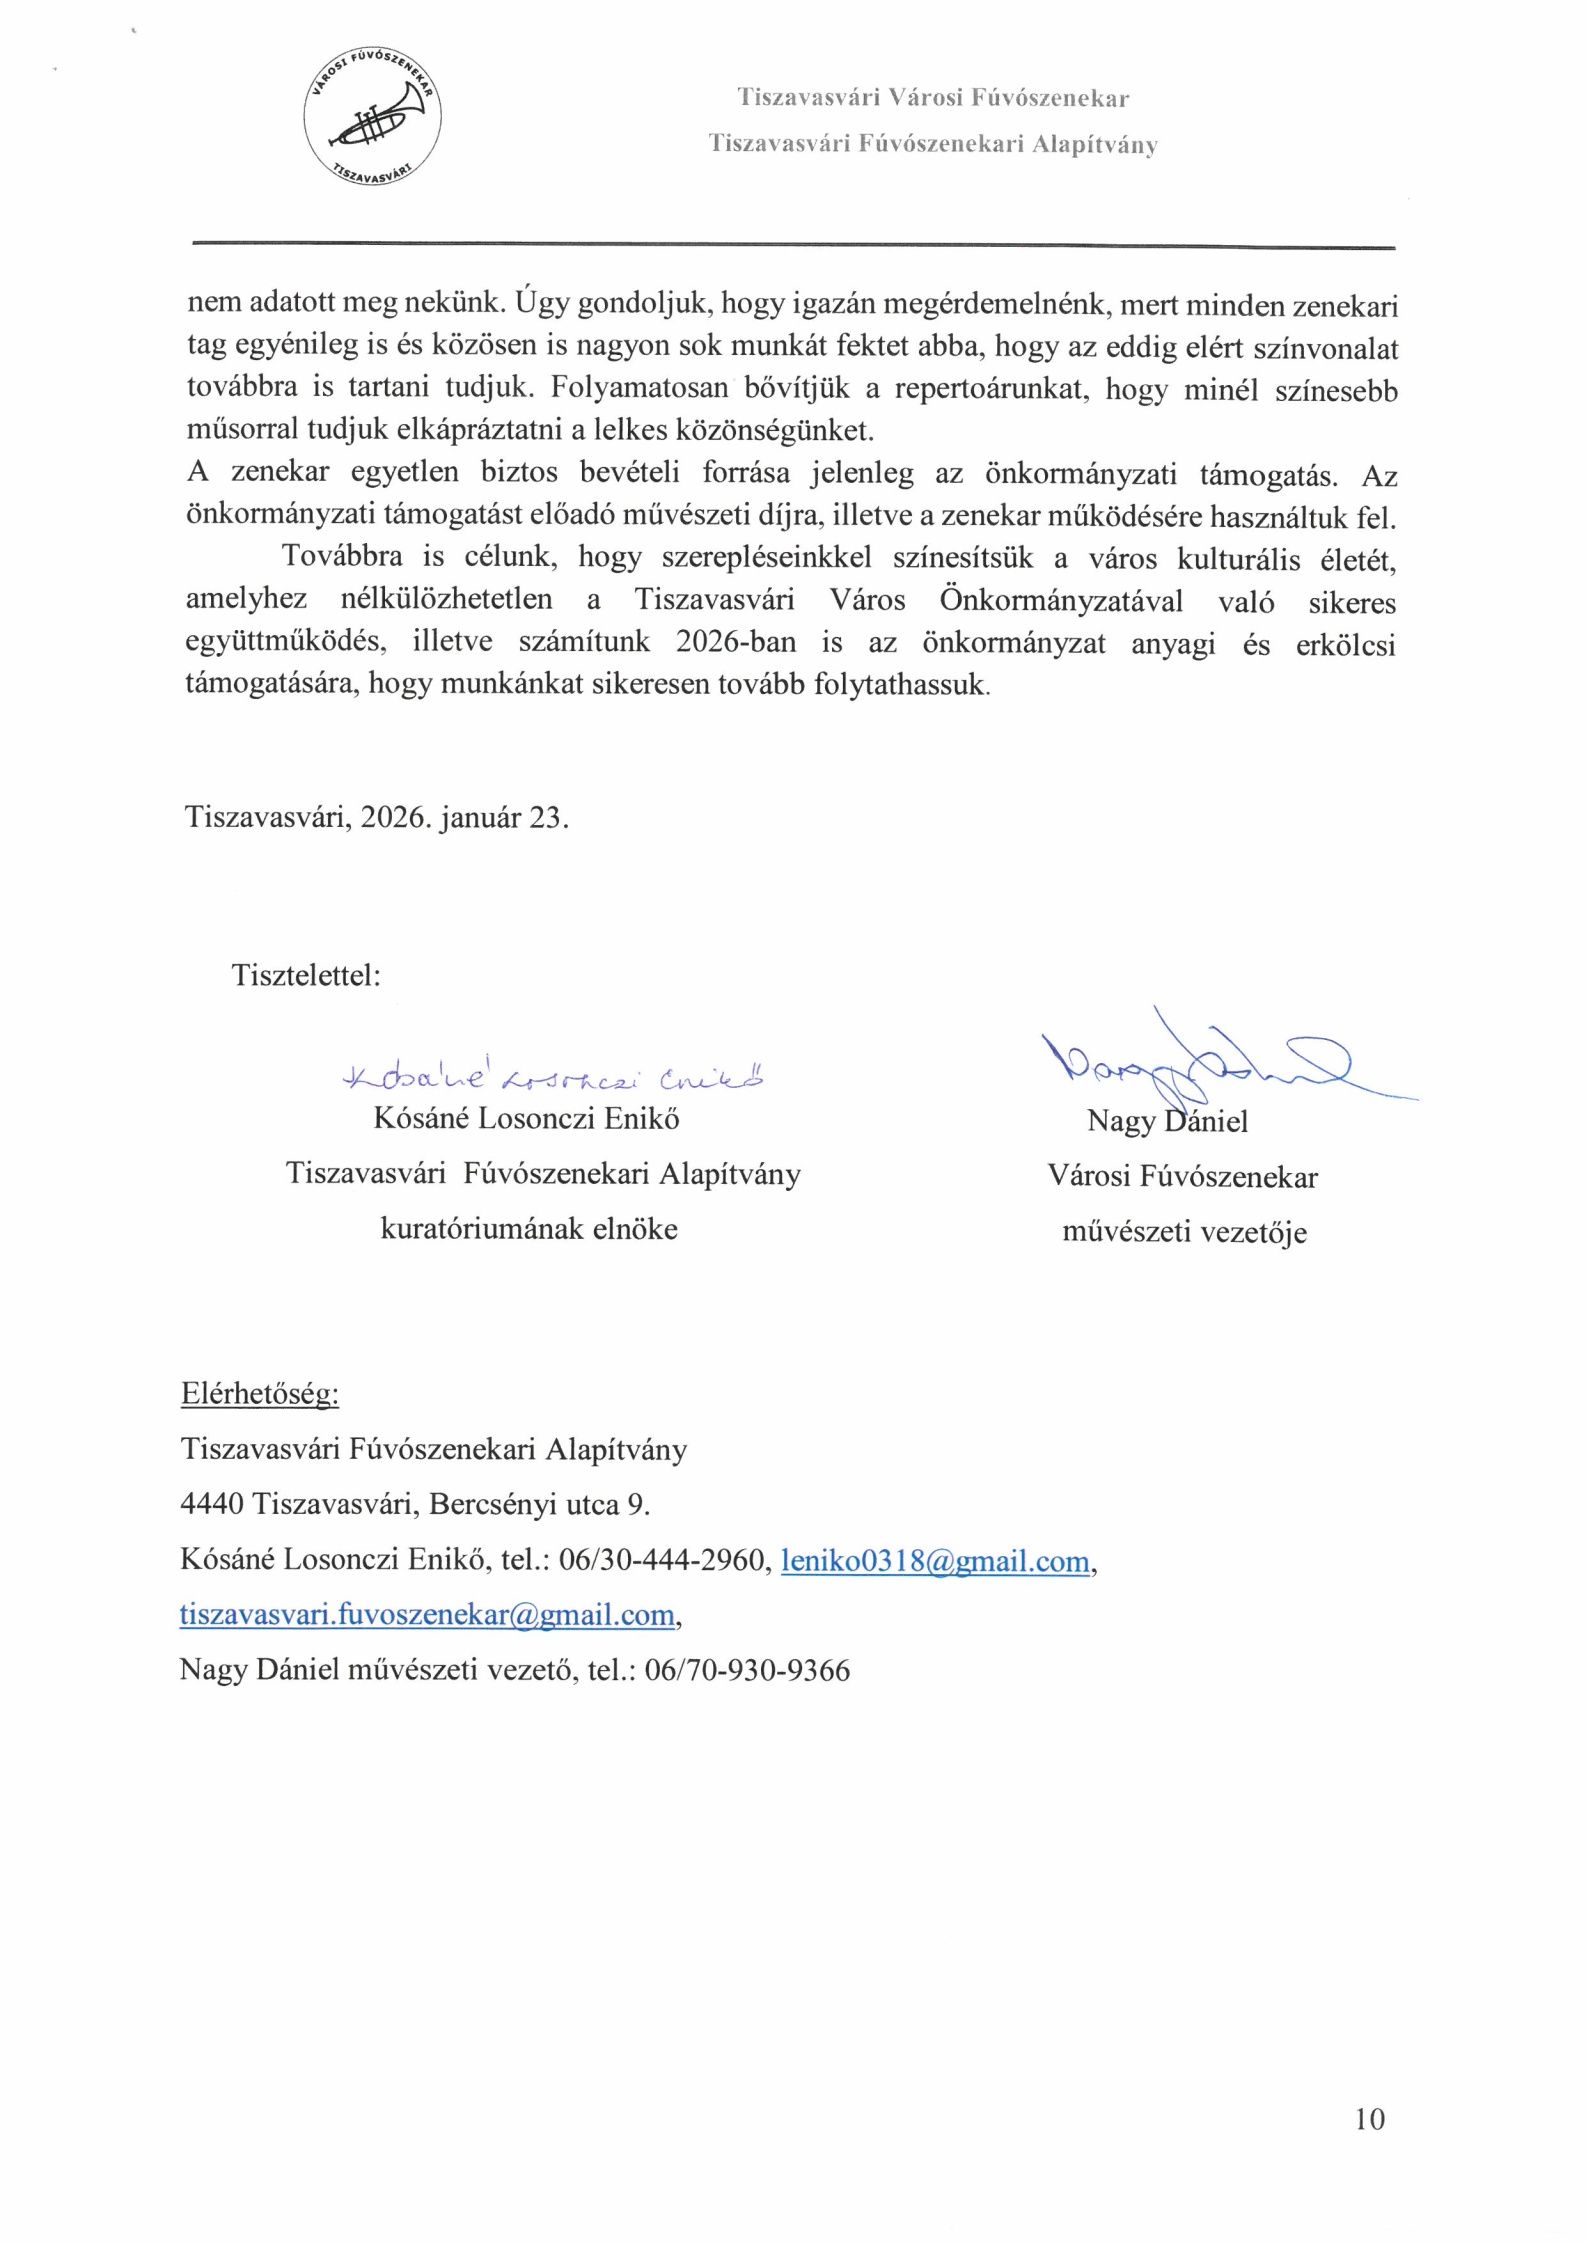 VÁROSI FÚVÓSZENEKAR
TISZAVASVÁRI
Tiszavasvári Városi Fúvószenekar
Tiszavasvári Fúvószenekari Alapítvány
nem adatott meg nekünk. Úgy gondoljuk, hogy igazán megérdemelnénk, mert minden zenekari
tag egyénileg is és közösen is nagyon sok munkát fektet abba, hogy az eddig elért színvonalat
továbbra is tartani tudjuk. Folyamatosan bővítjük a repertoárunkat, hogy minél színesebb
műsorral tudjuk elkápráztatni a lelkes közönségünket.
A zenekar egyetlen biztos bevételi forrása jelenleg az önkormányzati támogatás. Az
önkormányzati támogatást előadó művészeti díjra, illetve a zenekar működésére használtuk fel.
Továbbra is célunk, hogy szerepléseinkkel színesítsük a város kulturális életét,
amelyhez nélkülözhetetlen a Tiszavasvári Város Önkormányzatával való sikeres
együttműködés, illetve számítunk 2026-ban is az önkormányzat anyagi és erkölcsi
támogatására, hogy munkánkat sikeresen tovább folytathassuk.
Tiszavasvári, 2026. január 23.
Tisztelettel:
Kósáné Losonczi Enikő
Kósáné Losonczi Enikő
Nagy Dániel
Tiszavasvári Fúvószenekari Alapítvány
Városi Fúvószenekar
kuratóriumának elnöke
művészeti vezetője
Elérhetőség:
Tiszavasvári Fúvószenekari Alapítvány
4440 Tiszavasvári, Bercsényi utca 9.
Kósáné Losonczi Enikő, tel.: 06/30-444-2960, leniko0318@gmail.com,
tiszavasvari.fuvoszenekar@gmail.com,
Nagy Dániel művészeti vezető, tel.: 06/70-930-9366
10